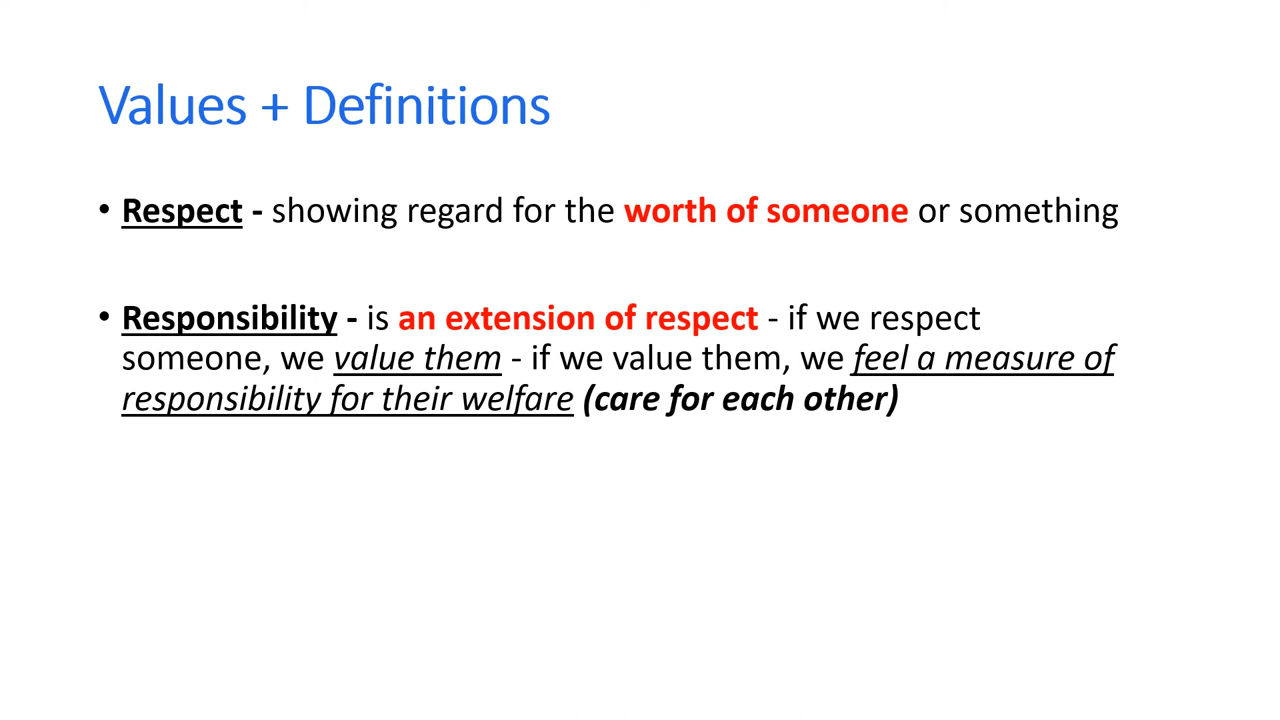 Values + Definitions
• Respect - showing regard for the worth of someone or something
• Responsibility - is an extension of respect - if we respect
someone, we value them - if we value them, we feel a measure of
responsibility for their welfare (care for each other)